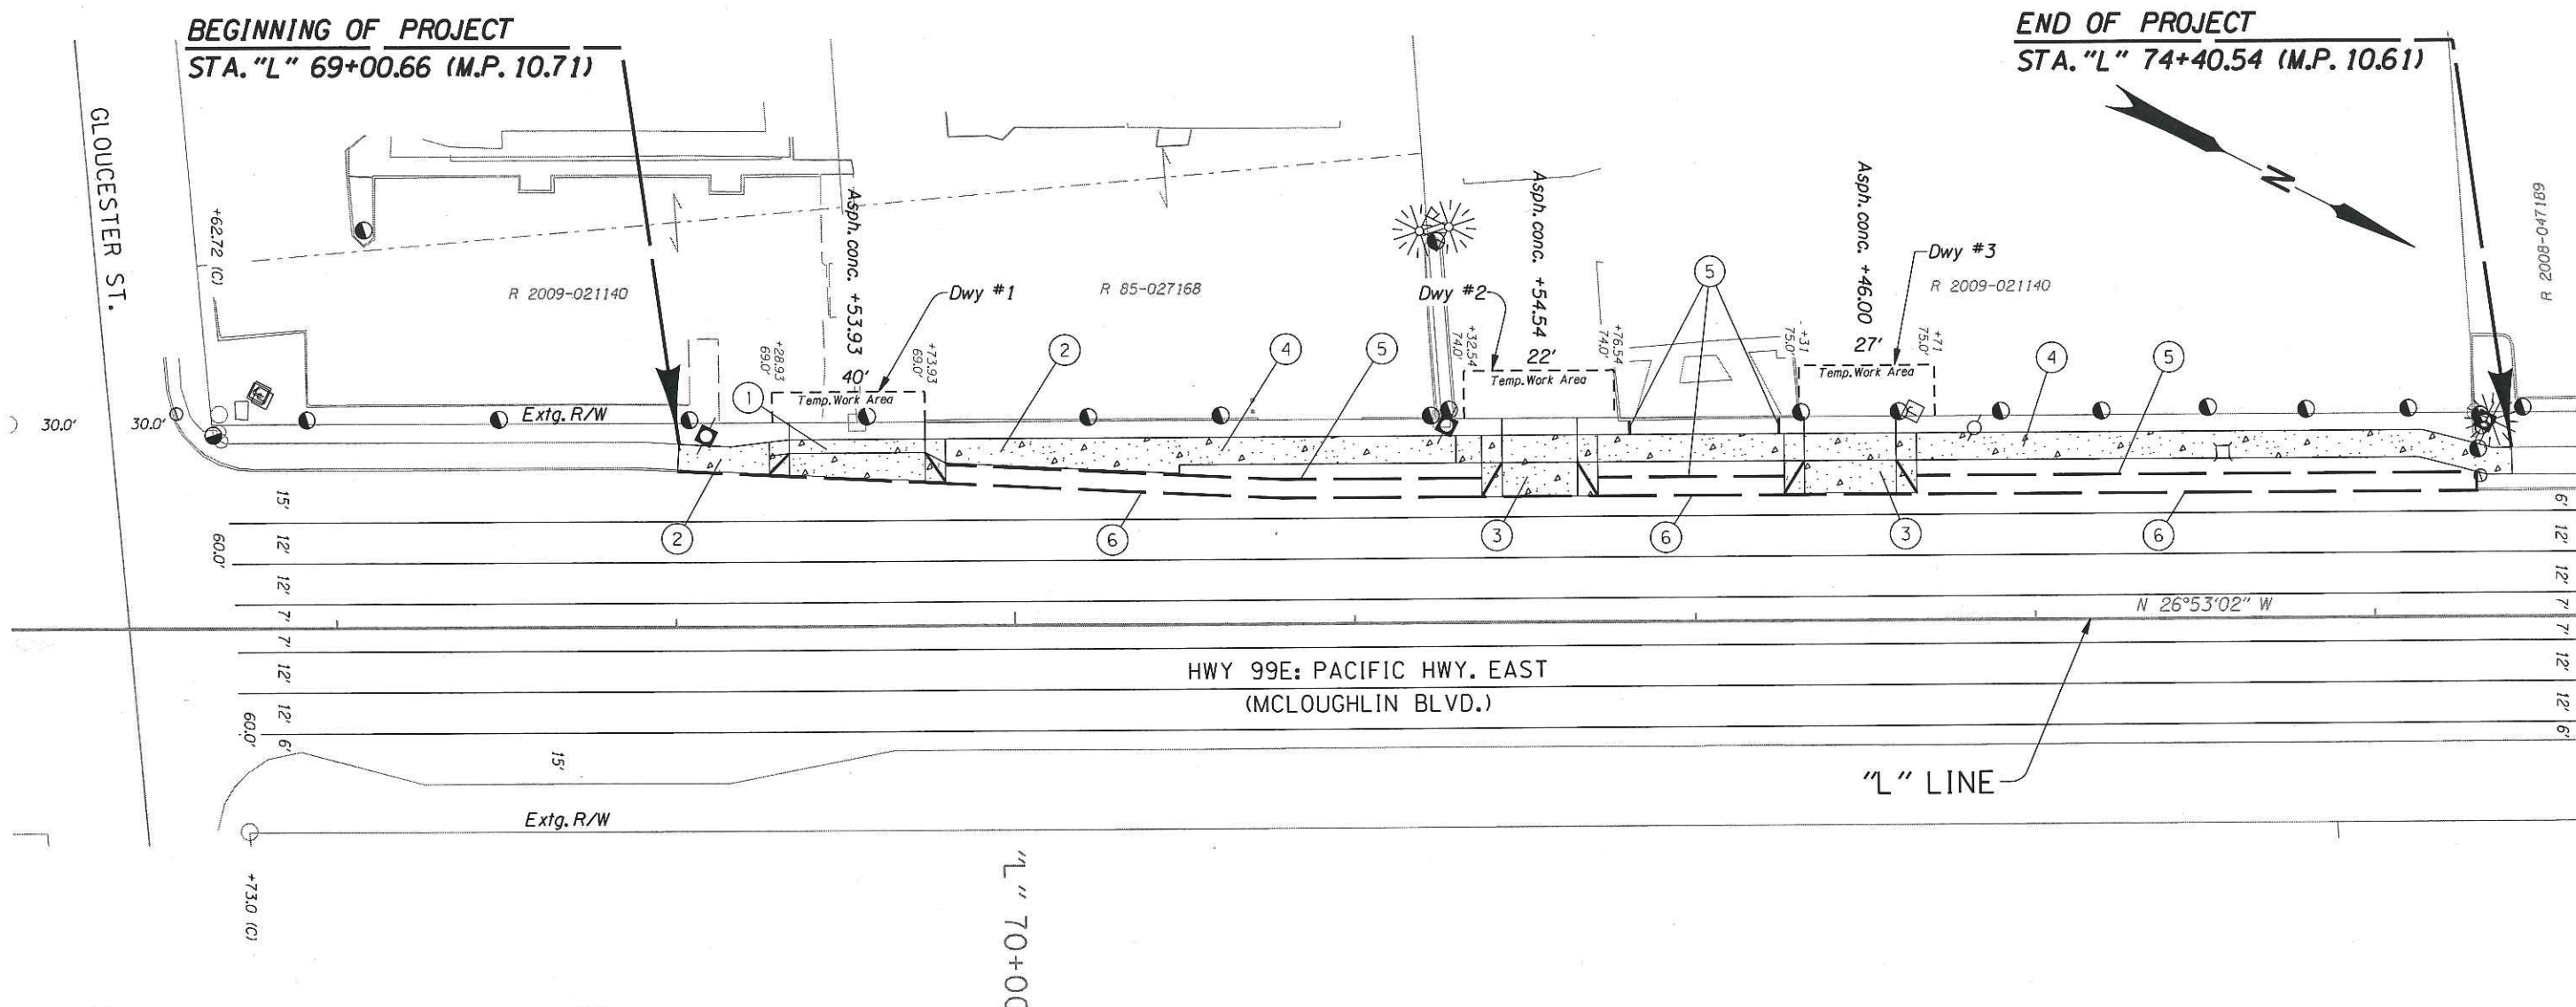 BEGINNING OF PROJECT
STA. "L" 69+00.66 (M.P. 10.71)
END OF PROJECT
STA. "L" 74+40.54 (M.P. 10.61)
GLOUCESTER ST.
+62.72 (C)
R 2009-021140
Asph. conc. +53.93
40'
Dwy #1
R 85-027168
Dwy #2
Asph. conc. +54.54
22'
Asph. conc. +46.00
27'
Dwy #3
R 2009-021140
N
R 2008-047189
+28.93
69.0'
+73.93
69.0'
+32.54
74.0'
+76.54
74.0'
+31
75.0'
+71
75.0'
Temp. Work Area
Temp. Work Area
Temp. Work Area
1
2
4
5
5
4
5
30.0'
30.0'
Extg. R/W
2
6
3
6
3
6
15'
12'
12'
7'
7'
12'
12'
6'
60.0'
60.0'
15'
6'
12'
12'
7'
7'
12'
12'
6'
N 26°53'02" W
HWY 99E: PACIFIC HWY. EAST
(MCLOUGHLIN BLVD.)
"L" LINE
Extg. R/W
+73.0 (C)
"L" 70+00